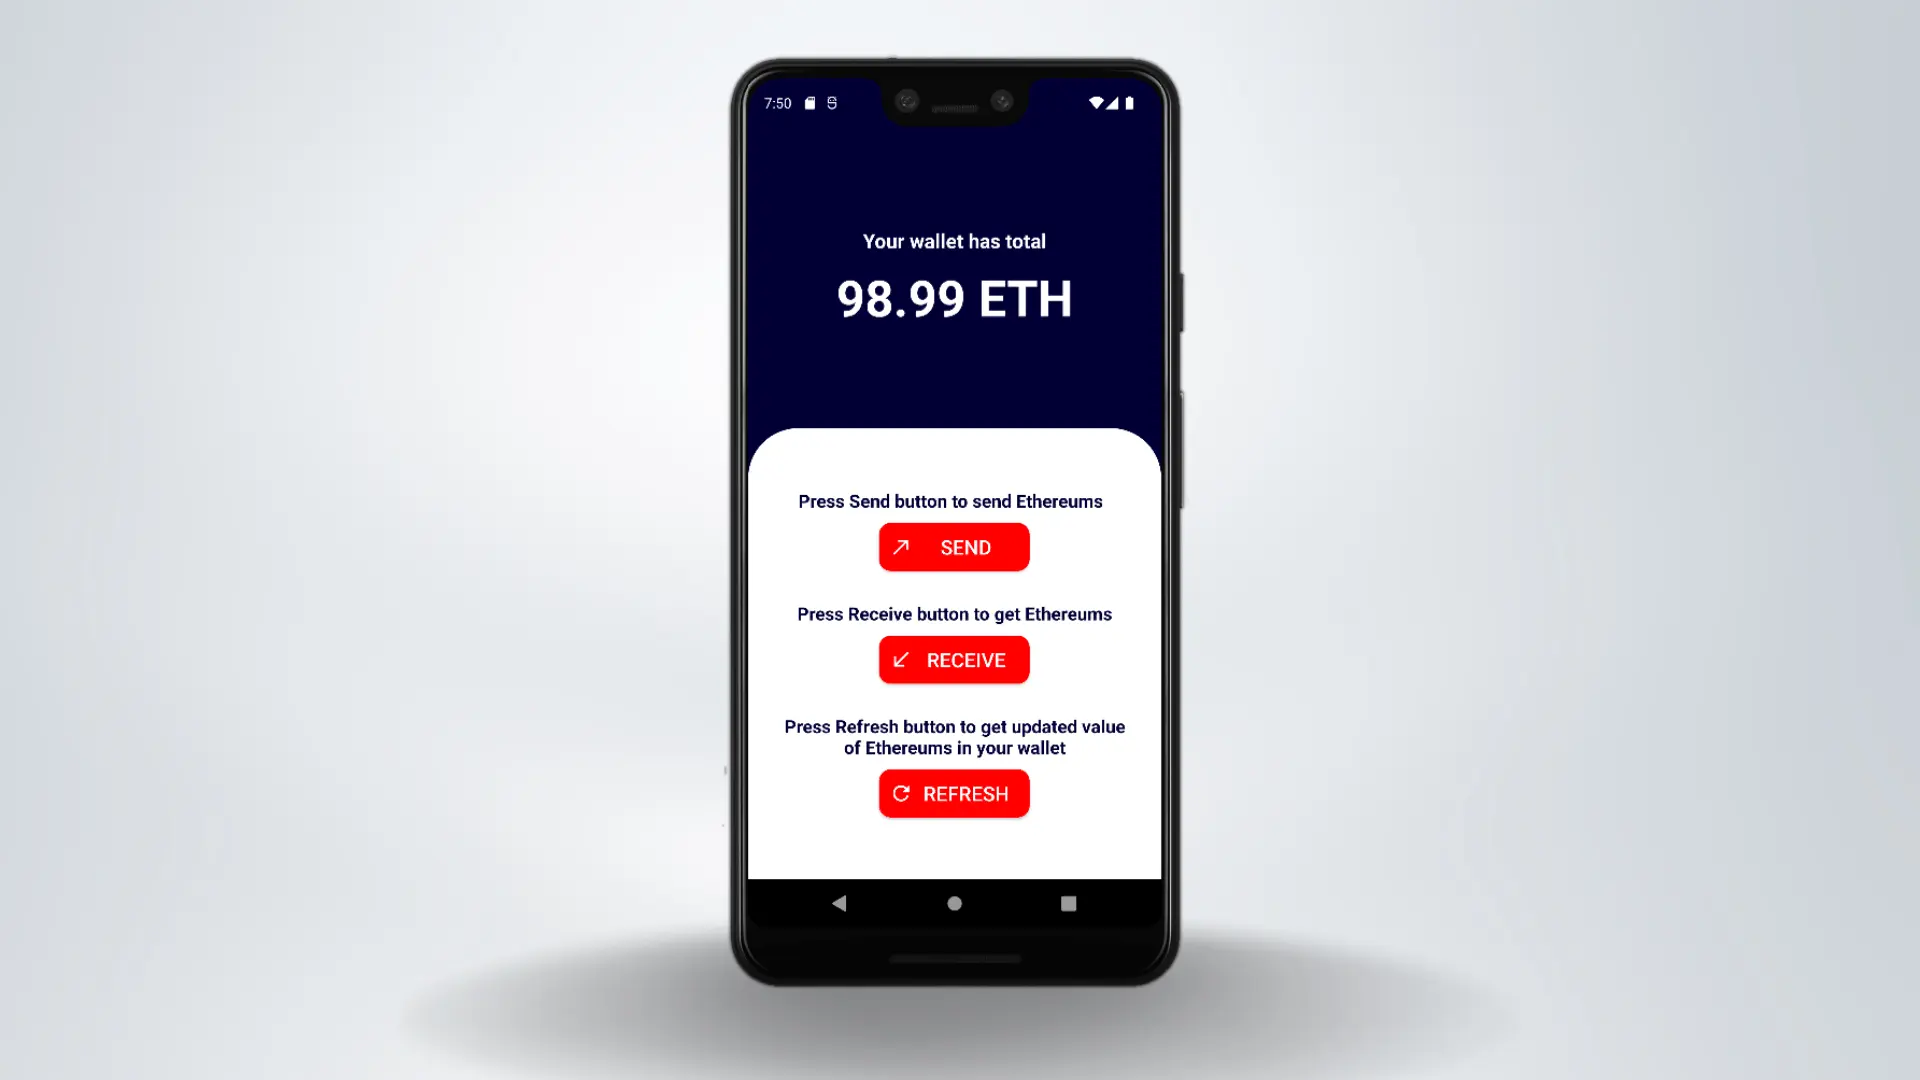 7:50
Your wallet has total
98.99 ETH
Press Send button to send Ethereums
SEND
Press Receive button to get Ethereums
RECEIVE
Press Refresh button to get updated value
of Ethereums in your wallet
REFRESH